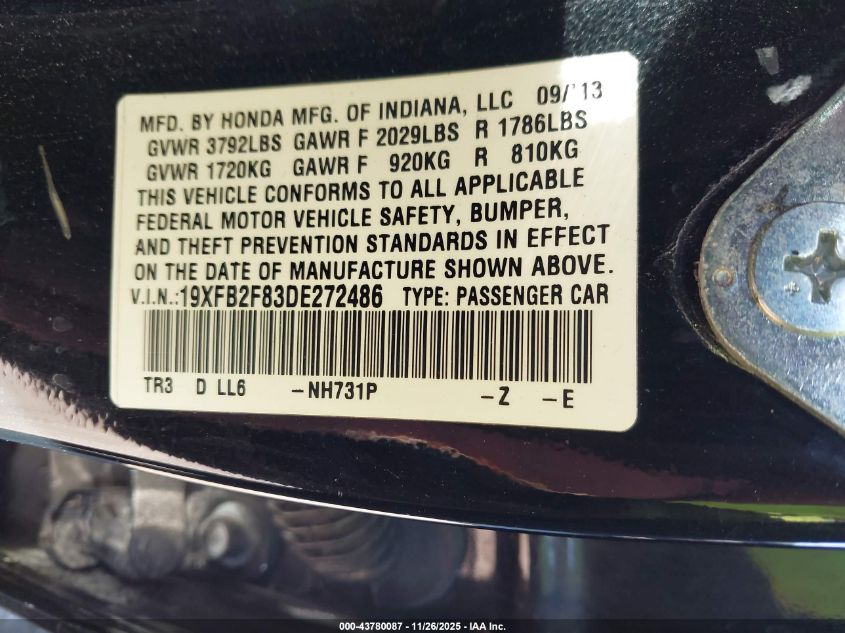 MFD. BY HONDA MFG. OF INDIANA, LLC 09/'13
GVWR 3792LBS GAWR F 2029LBS R 1786LBS
GVWR 1720KG GAWR F 920KG R 810KG
THIS VEHICLE CONFORMS TO ALL APPLICABLE
FEDERAL MOTOR VEHICLE SAFETY, BUMPER,
AND THEFT PREVENTION STANDARDS IN EFFECT
ON THE DATE OF MANUFACTURE SHOWN ABOVE.
V.I.N.:19XFB2F83DE272486 TYPE: PASSENGER CAR
TR3 D LL6 -NH731P -Z -E
000-43780087 - 11/26/2025 - IAA Inc.